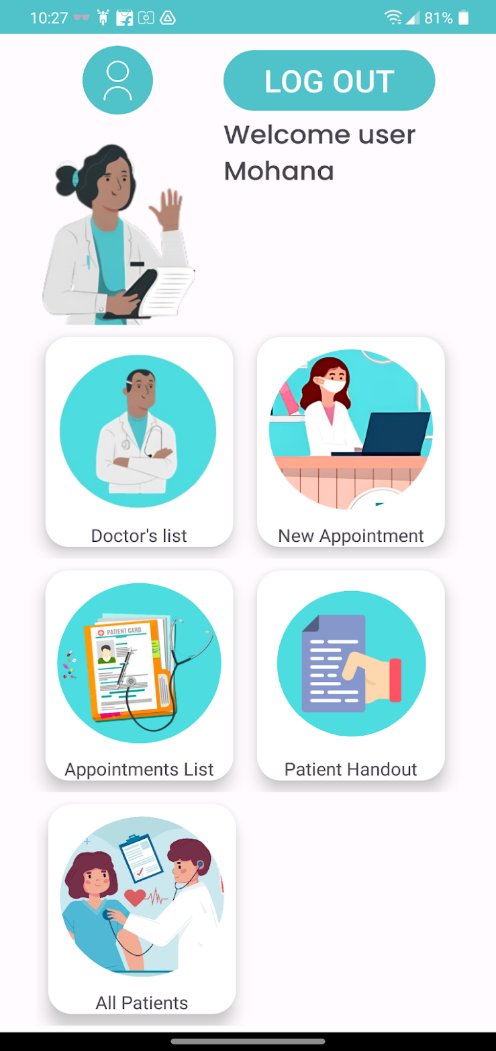 10:27
81%
LOG OUT
Welcome user
Mohana
Doctor's list
New Appointment
PATIENT CARD
Appointments List
Patient Handout
All Patients